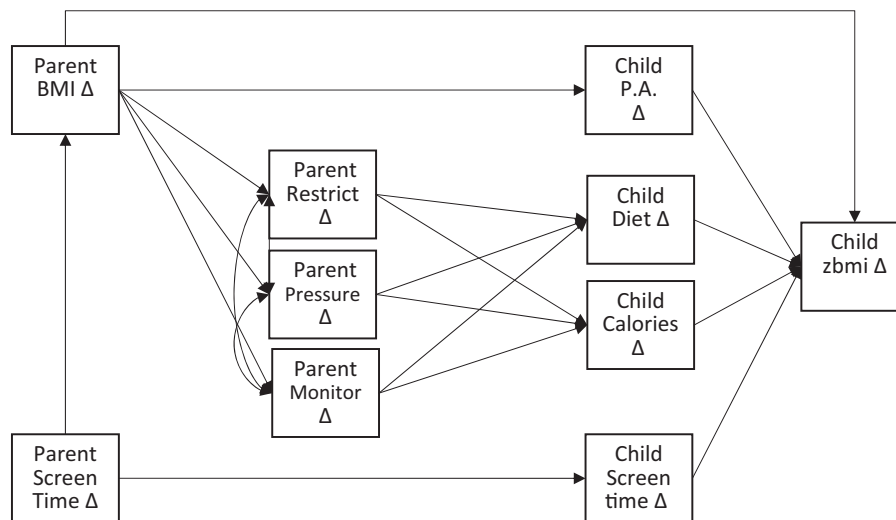 Parent
BMI Δ
Child
P.A.
Δ
Parent
Restrict
Δ
Child
Diet Δ
Child
zbmi Δ
Parent
Pressure
Δ
Child
Calories
Δ
Parent
Monitor
Δ
Parent
Screen
Time Δ
Child
Screen
time Δ